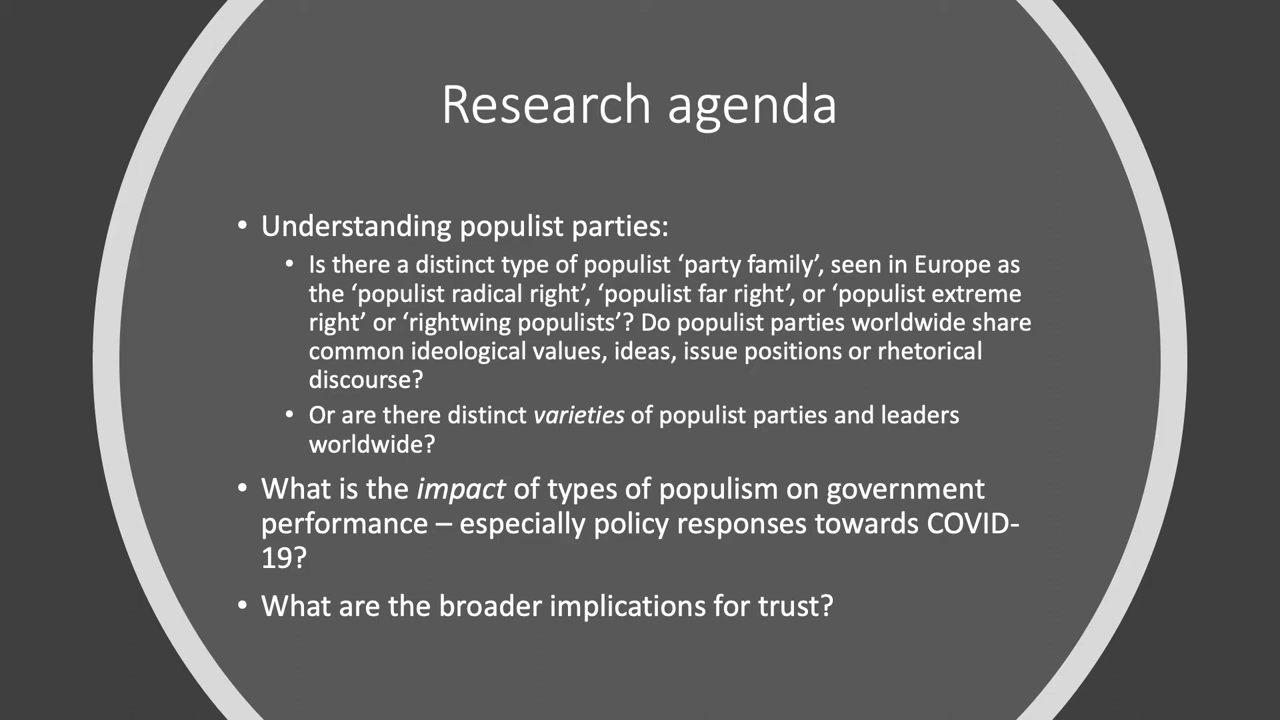 Research agenda
• Understanding populist parties:
• Is there a distinct type of populist ‘party family’, seen in Europe as
the ‘populist radical right’, ‘populist far right’, or ‘populist extreme
right’ or ‘rightwing populists’? Do populist parties worldwide share
common ideological values, ideas, issue positions or rhetorical
discourse?
• Or are there distinct varieties of populist parties and leaders
worldwide?
• What is the impact of types of populism on government
performance – especially policy responses towards COVID-
19?
• What are the broader implications for trust?